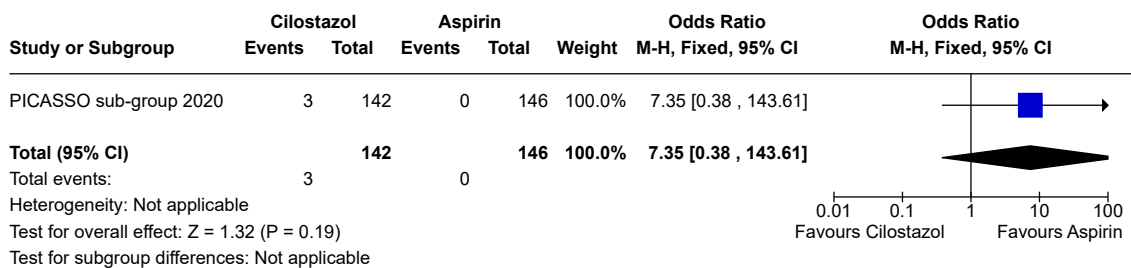 Cilostazol Aspirin Odds Ratio Odds Ratio
Study or Subgroup Events Total Events Total Weight M-H, Fixed, 95% CI M-H, Fixed, 95% CI
PICASSO sub-group 2020 3 142 0 146 100.0% 7.35 [0.38 , 143.61]
Total (95% CI) 142 146 100.0% 7.35 [0.38 , 143.61]
Total events: 3 0
Heterogeneity: Not applicable
0.01 0.1 1 10 100
Test for overall effect: Z = 1.32 (P = 0.19)
Favours Cilostazol Favours Aspirin
Test for subgroup differences: Not applicable